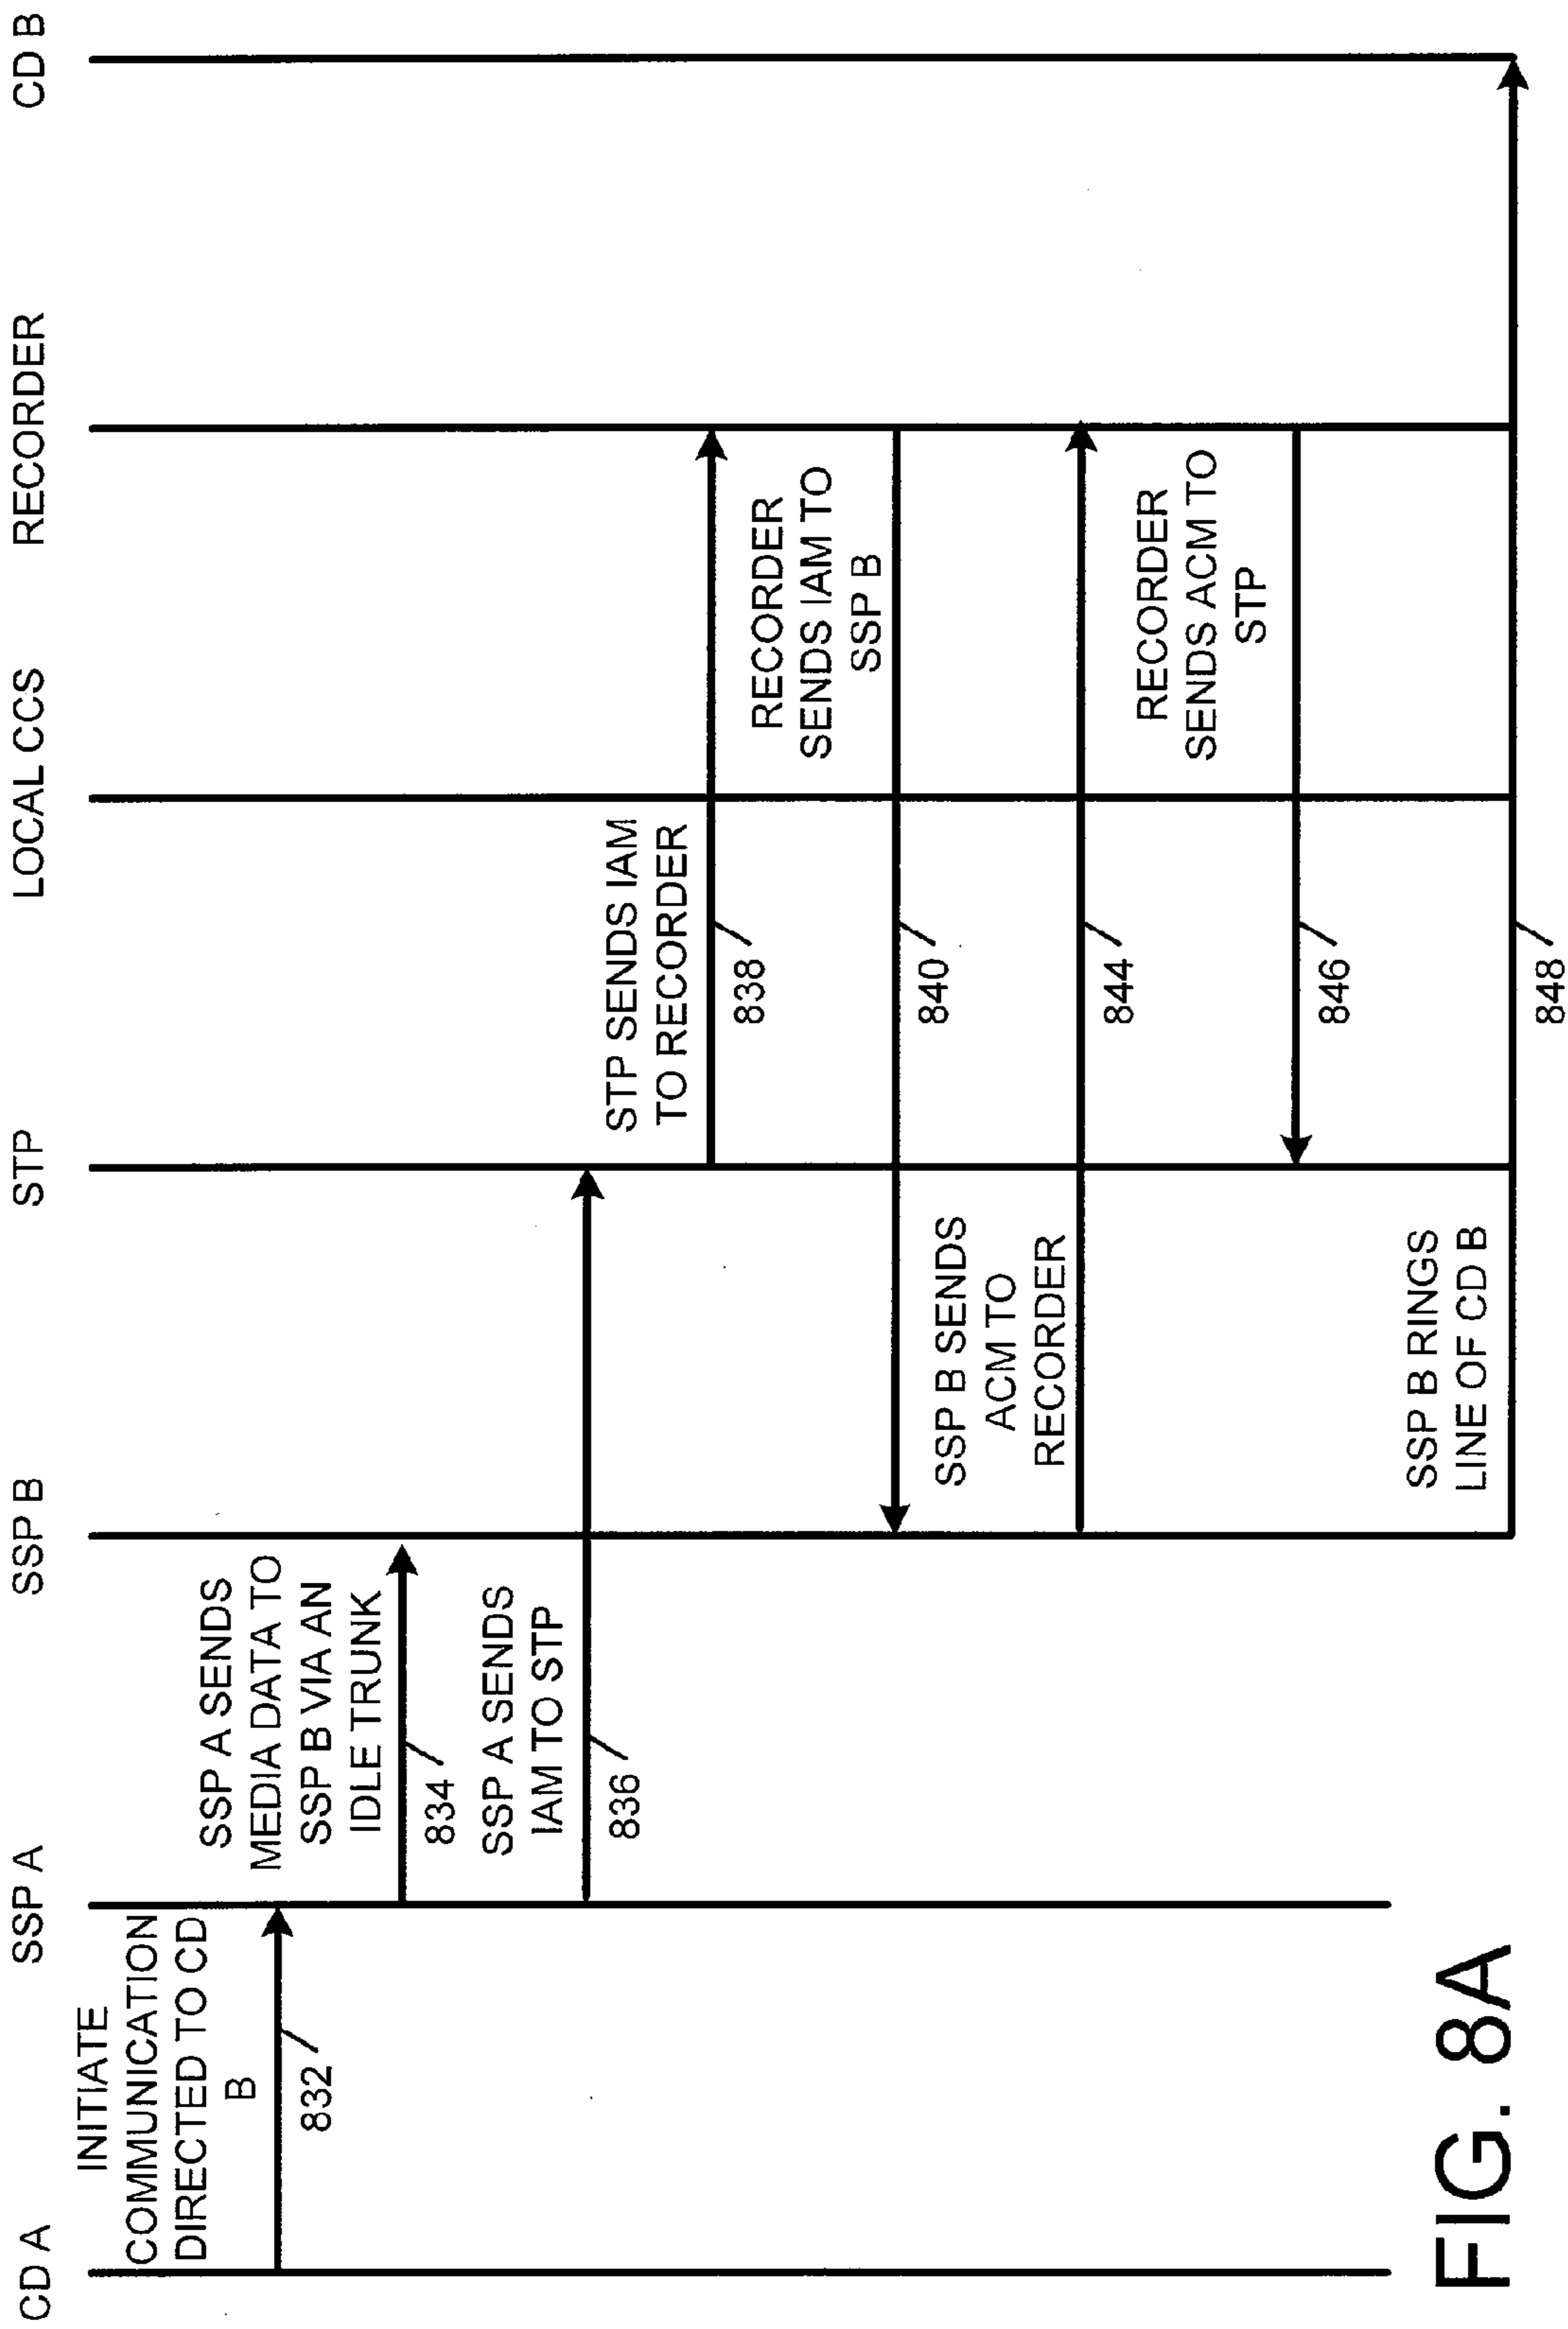 CD A
SSP A
SSP B
STP
LOCAL CCS
RECORDER
CD B
INITIATE
COMMUNICATION
DIRECTED TO CD
B
832
SSP A SENDS
MEDIA DATA TO
SSP B VIA AN
IDLE TRUNK
834
SSP A SENDS
IAM TO STP
836
STP SENDS IAM
TO RECORDER
838
RECORDER
SENDS IAM TO
SSP B
840
SSP B SENDS
ACM TO
RECORDER
844
RECORDER
SENDS ACM TO
STP
846
SSP B RINGS
LINE OF CD B
848
FIG. 8A